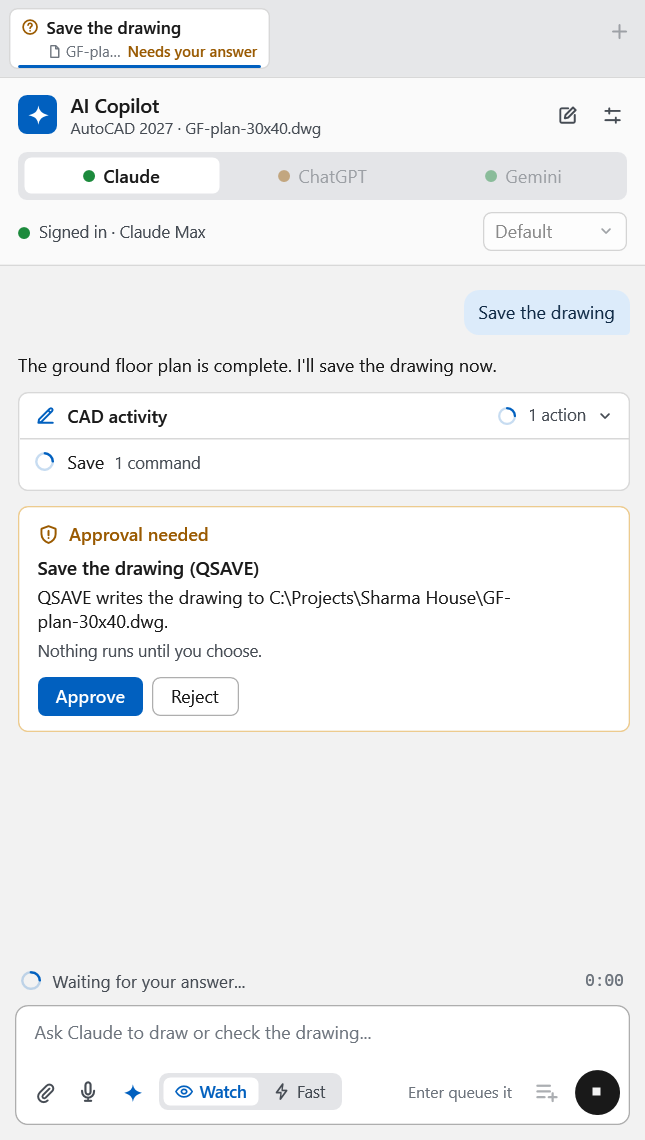 Save the drawing
GF-pla... Needs your answer
AI Copilot
AutoCAD 2027 · GF-plan-30x40.dwg
Claude
ChatGPT
Gemini
Signed in · Claude Max
Default
Save the drawing
The ground floor plan is complete. I'll save the drawing now.
CAD activity
1 action
Save 1 command
Approval needed
Save the drawing (QSAVE)
QSAVE writes the drawing to C:\Projects\Sharma House\GF-
plan-30x40.dwg.
Nothing runs until you choose.
Approve
Reject
Waiting for your answer...
0:00
Ask Claude to draw or check the drawing...
Watch
Fast
Enter queues it